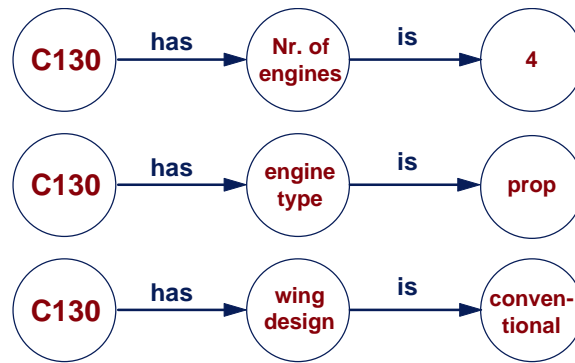 has
is
C130
Nr. of
engines
4
has
is
C130
engine
type
prop
has
is
C130
wing
design
conven-
tional